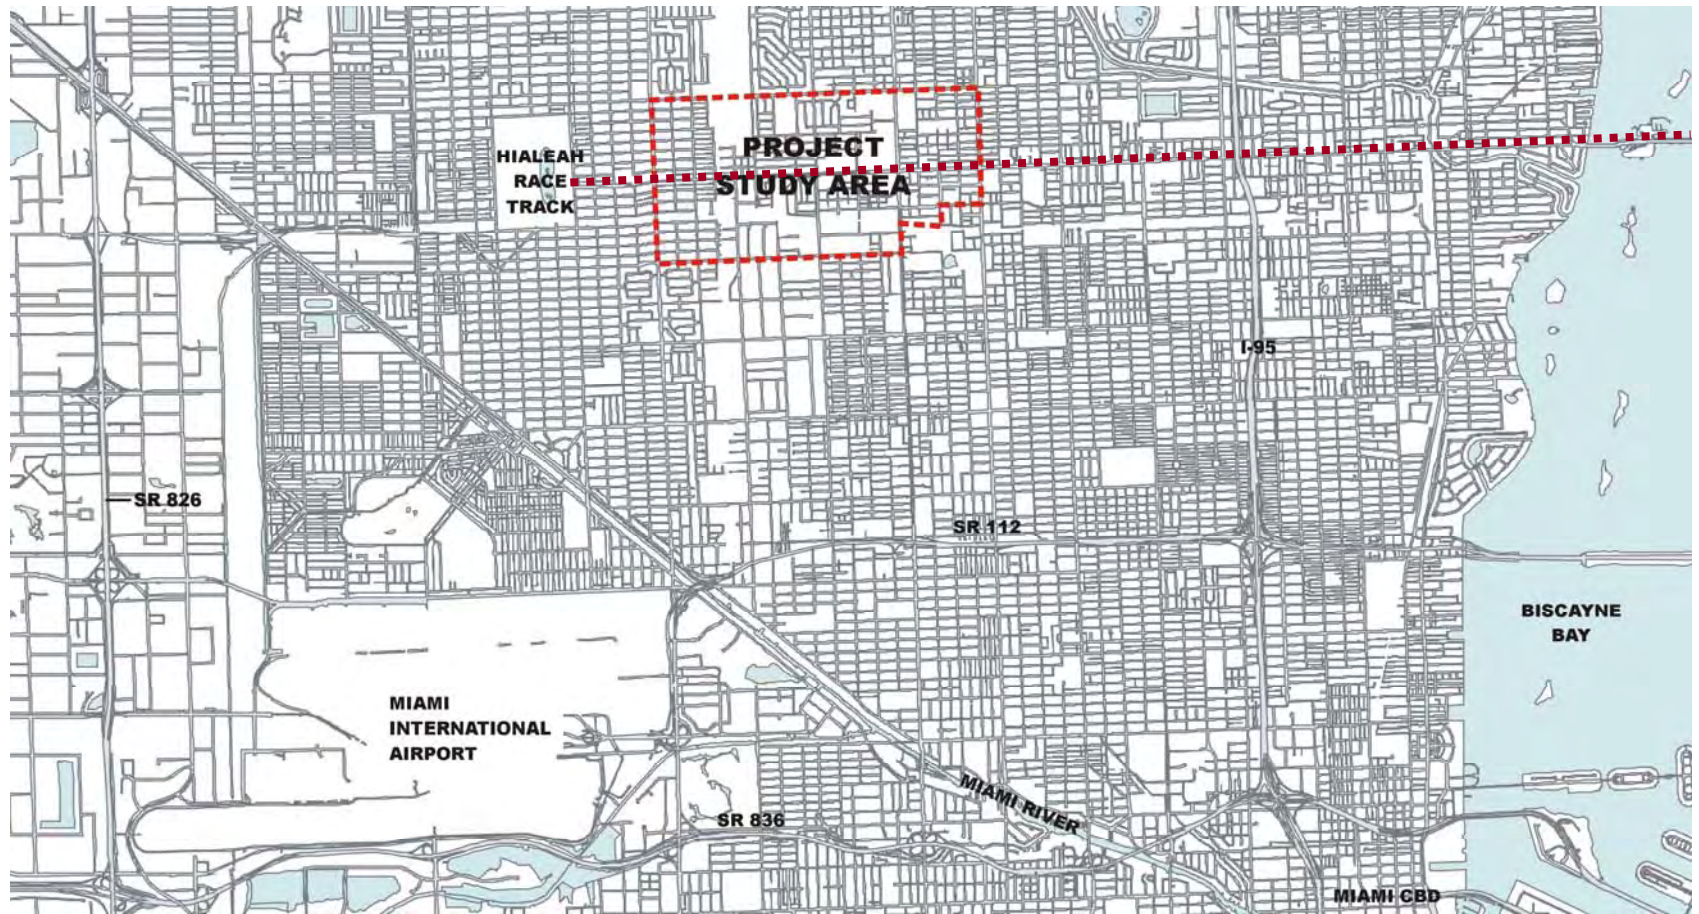 PROJECT
STUDY AREA
HIALEAH
RACE
TRACK
I-95
SR 826
SR 112
BISCAYNE
BAY
MIAMI
INTERNATIONAL
AIRPORT
MIAMI RIVER
SR 836
MIAMI CBD